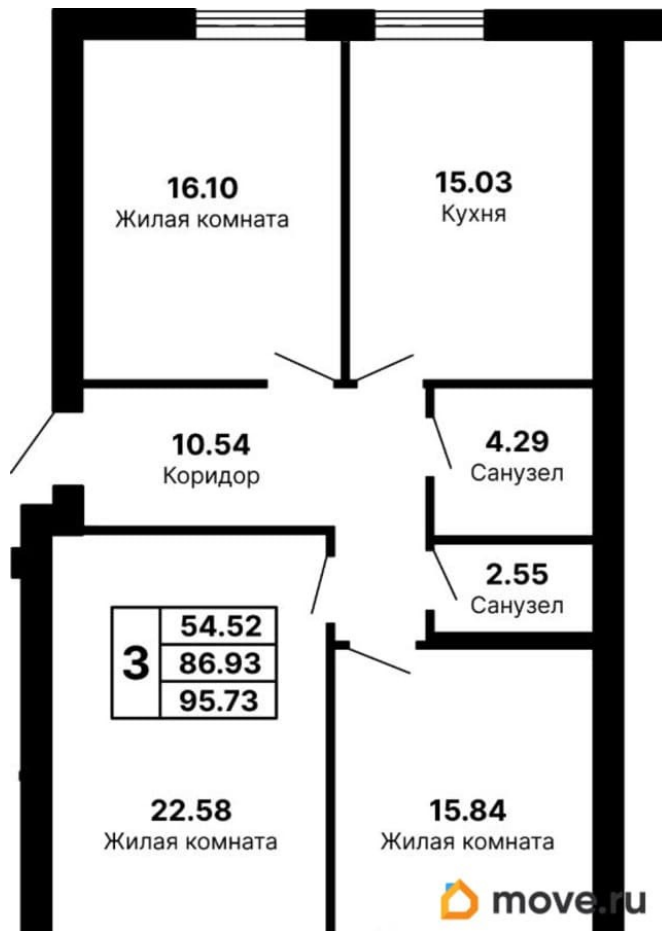 16.10
Жилая комната
15.03
Кухня
10.54
Коридор
4.29
Санузел
2.55
Санузел
3
54.52
86.93
95.73
22.58
Жилая комната
15.84
Жилая комната
move.ru